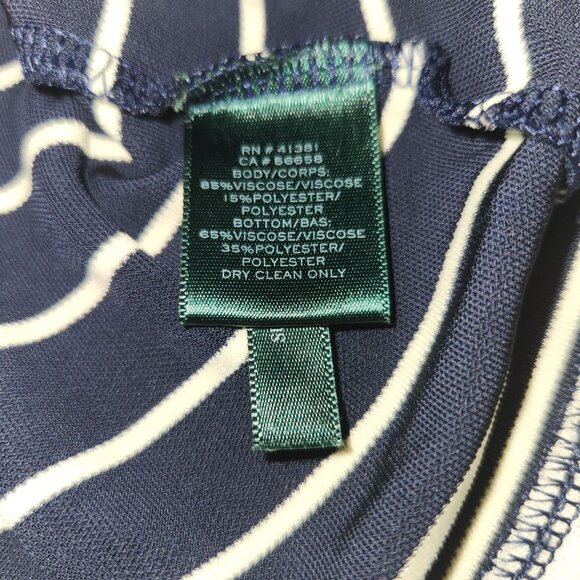 RN # 41381
CA # 56658
BODY/CORPS:
85%VISCOSE/VISCOSE
15%POLYESTER/
POLYESTER
BOTTOM/BAS:
65%VISCOSE/VISCOSE
35%POLYESTER/
POLYESTER
DRY CLEAN ONLY